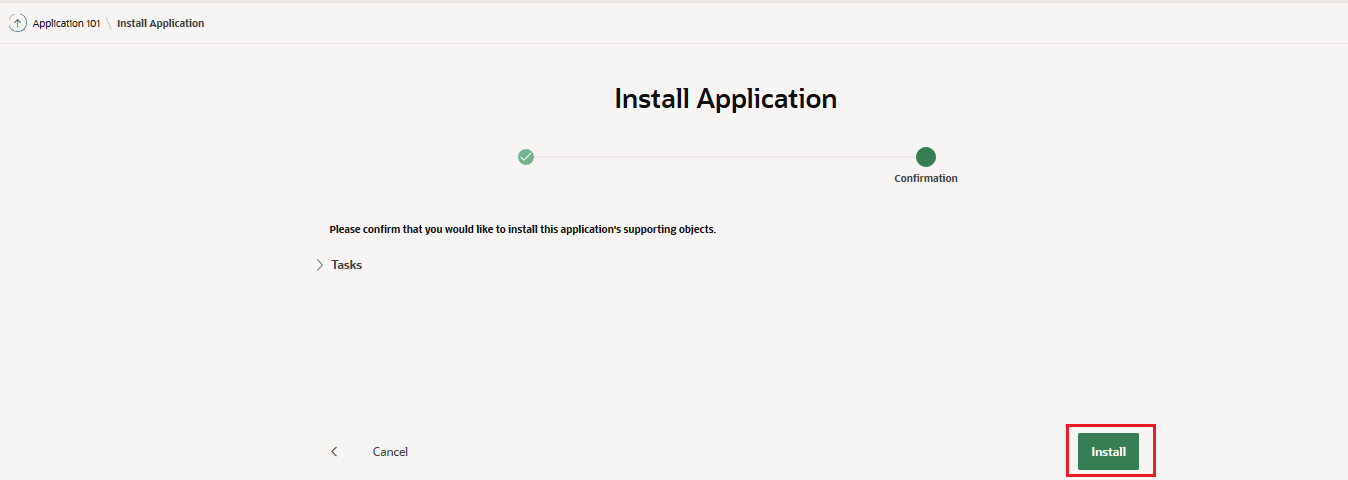 Application 101 \ Install Application
Install Application
Confirmation
Please confirm that you would like to install this application's supporting objects.
Tasks
Cancel
Install